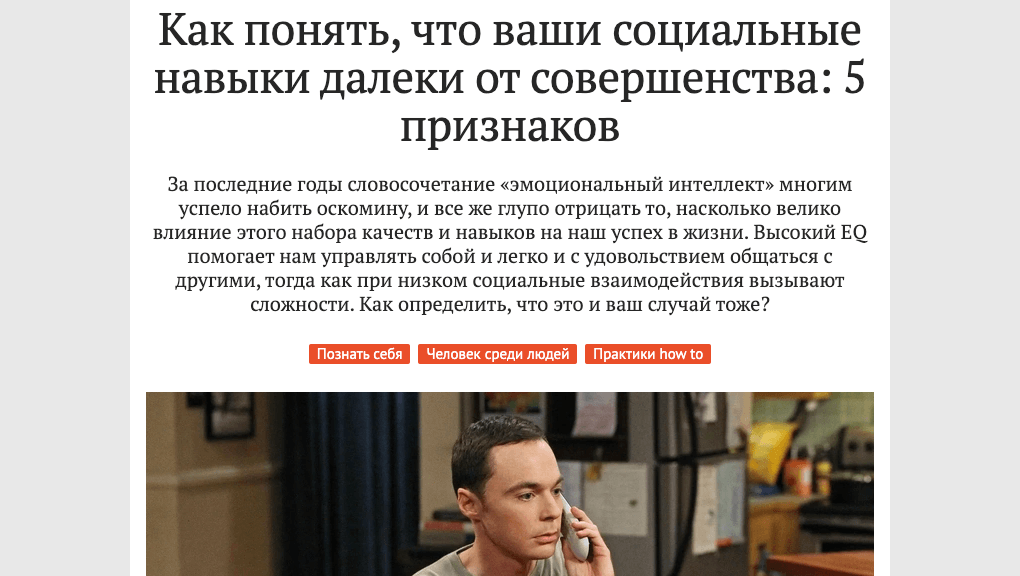 Как понять, что ваши социальные
навыки далеки от совершенства: 5
признаков
За последние годы словосочетание «эмоциональный интеллект» многим
успело набить оскомину, и все же глупо отрицать то, насколько велико
влияние этого набора качеств и навыков на наш успех в жизни. Высокий EQ
помогает нам управлять собой и легко и с удовольствием общаться с
другими, тогда как при низком социальные взаимодействия вызывают
сложности. Как определить, что это и ваш случай тоже?
Познать себя Человек среди людей Практики how to